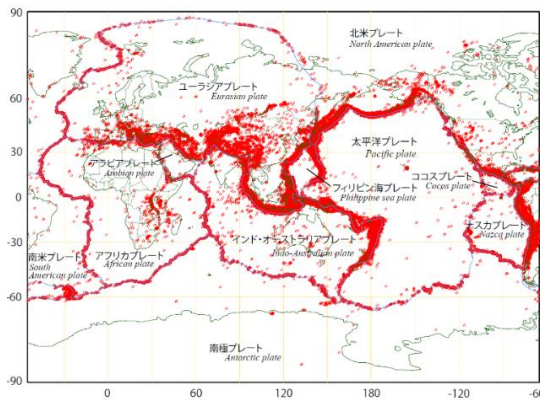 90
60
30
0
-30
-60
-90
0
60
120
180
-120
-60
北米プレート
North American plate
ユーラシアプレート
Eurasian plate
太平洋プレート
Pacific plate
アラビアプレート
Arabian plate
ココスプレート
Cocos plate
フィリピン海プレート
Philippine sea plate
ナスカプレート
Nazca plate
インド・オーストラリアプレート
Indo-Australian plate
南米プレート
South
American plate
アフリカプレート
African plate
南極プレート
Antarctic plate